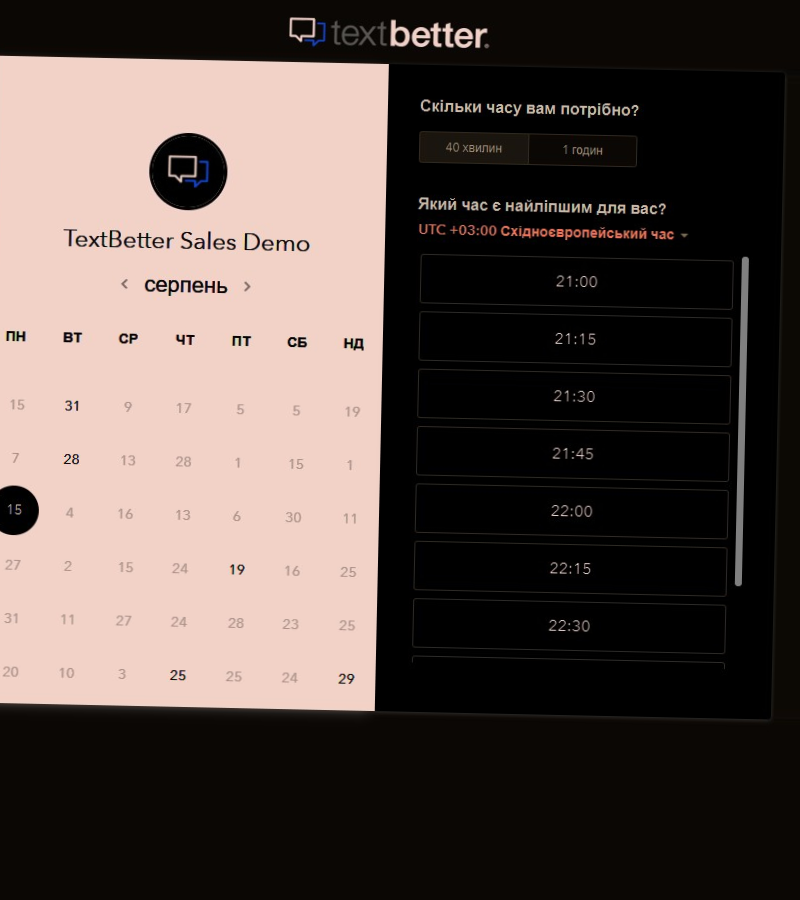 textbetter.
TextBetter Sales Demo
серпень
ПН ВТ СР ЧТ ПТ СБ НД
15 31 9 17 5 5 19
7 28 13 28 1 15 1
15 4 16 13 6 30 11
27 2 15 24 19 16 25
31 11 27 24 28 23 25
20 10 3 25 25 24 29
Скільки часу вам потрібно?
40 хвилин 1 годин
Який час є найліпшим для вас?
UTC +03:00 Східноєвропейський час
21:00
21:15
21:30
21:45
22:00
22:15
22:30